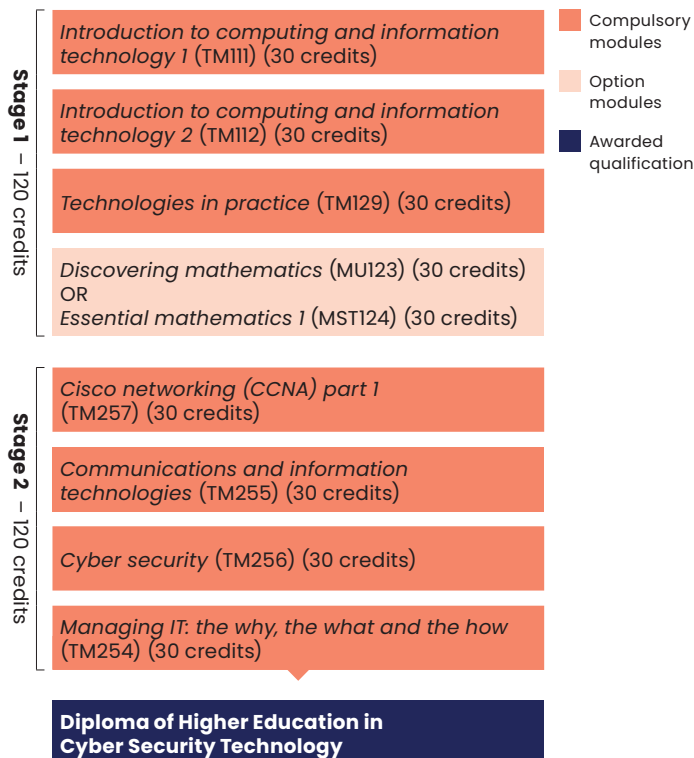 Stage 1 – 120 credits
Introduction to computing and information
technology 1 (TM111) (30 credits)
Introduction to computing and information
technology 2 (TM112) (30 credits)
Technologies in practice (TM129) (30 credits)
Discovering mathematics (MU123) (30 credits)
OR
Essential mathematics 1 (MST124) (30 credits)
Stage 2 – 120 credits
Cisco networking (CCNA) part 1
(TM257) (30 credits)
Communications and information
technologies (TM255) (30 credits)
Cyber security (TM256) (30 credits)
Managing IT: the why, the what and the how
(TM254) (30 credits)
Diploma of Higher Education in
Cyber Security Technology
Compulsory
modules
Option
modules
Awarded
qualification